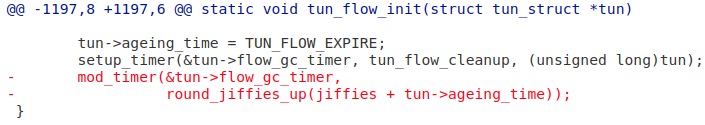 @@ -1197,8 +1197,6 @@ static void tun_flow_init(struct tun_struct *tun)
        tun->ageing_time = TUN_FLOW_EXPIRE;
        setup_timer(&tun->flow_gc_timer, tun_flow_cleanup, (unsigned long)tun);
-       mod_timer(&tun->flow_gc_timer,
-                 round_jiffies_up(jiffies + tun->ageing_time));
 }